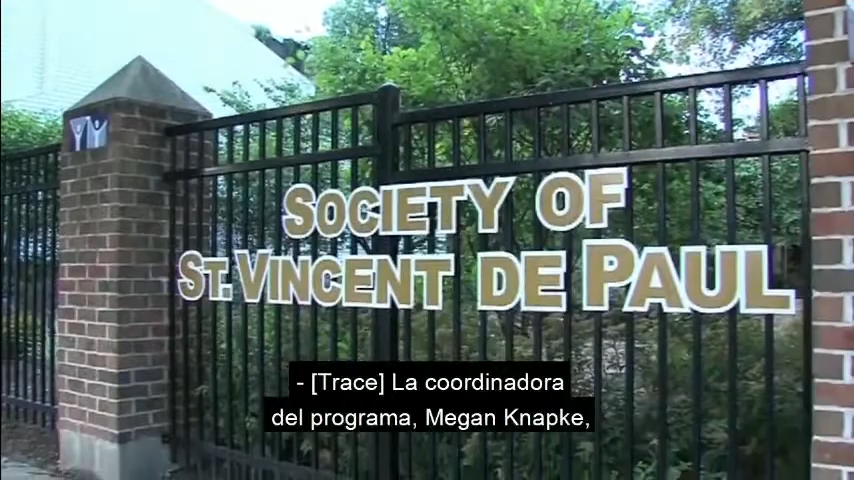 SOCIETY OF
ST. VINCENT DE PAUL
- [Trace] La coordinadora
del programa, Megan Knapke,